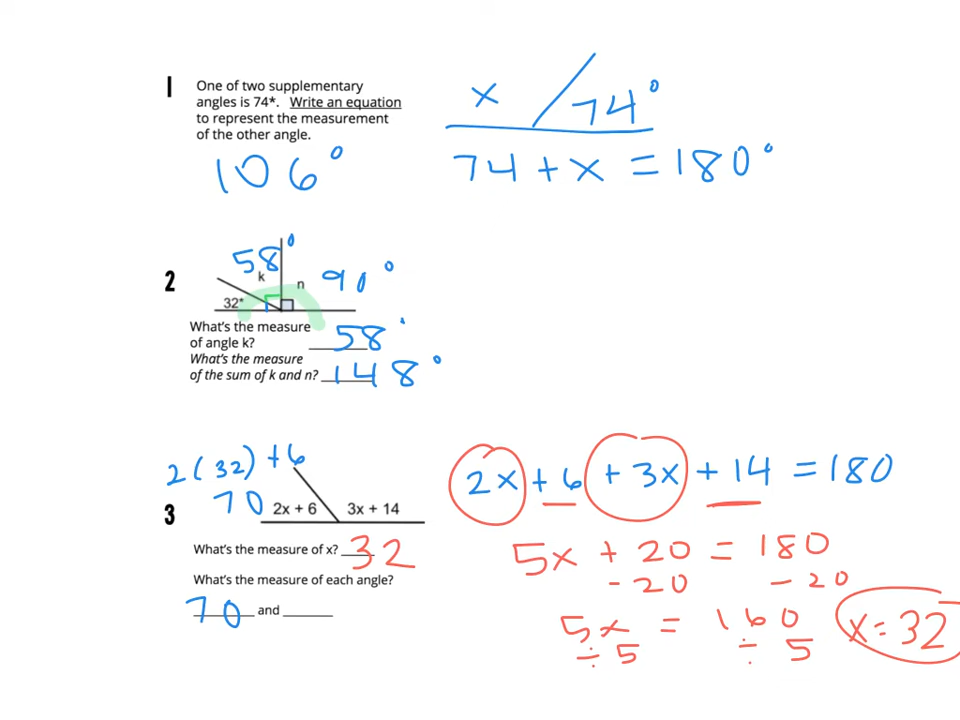 1
One of two supplementary
angles is 74*. Write an equation
to represent the measurement
of the other angle.
106°
x 74°
74 + x = 180°
2
58°
k
n
90°
32°
What's the measure
of angle k? 58°
What's the measure
of the sum of k and n? 148°
3
2(32) + 6
70
2x + 6 3x + 14
What's the measure of x? 32
What's the measure of each angle?
70 and
2x + 6 + 3x + 14 = 180
5x + 20 = 180
- 20 - 20
5x = 160
÷ 5 ÷ 5
x = 32